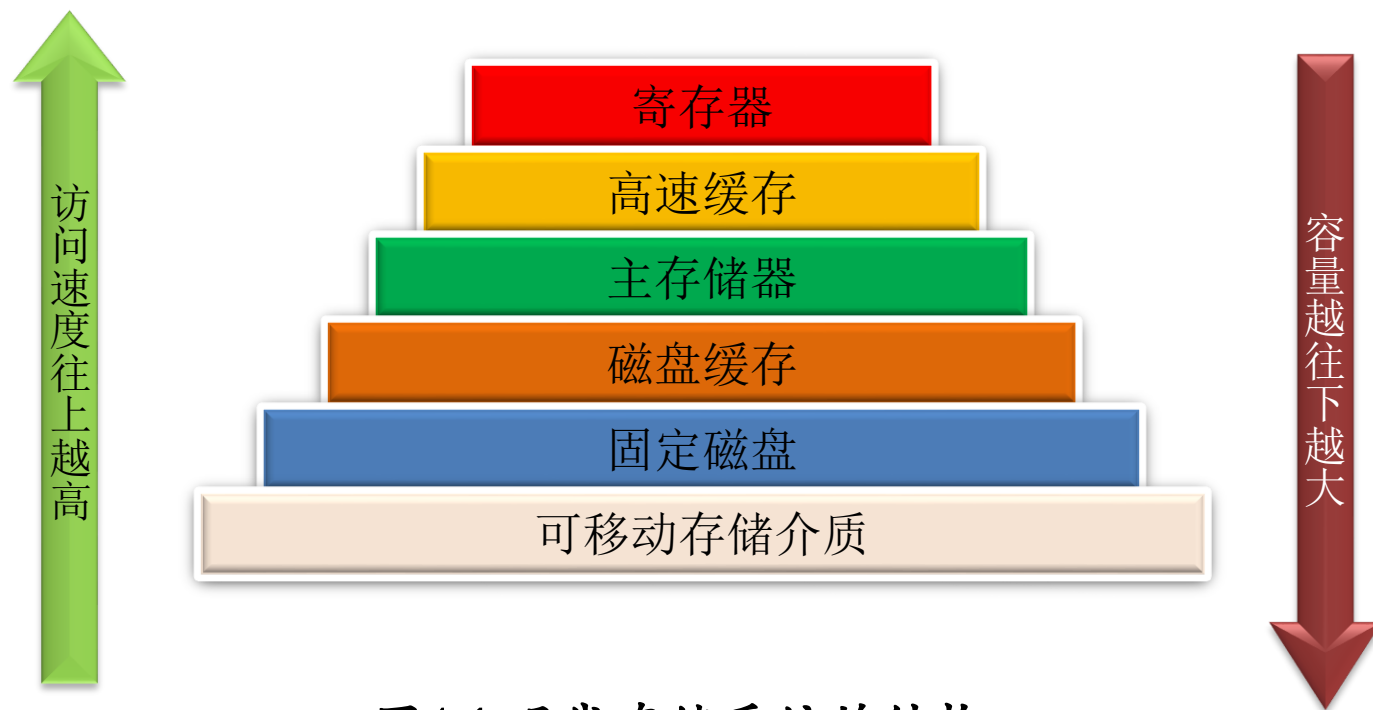 访问速度往上越高
寄存器
高速缓存
主存储器
磁盘缓存
固定磁盘
可移动存储介质
容量越往下越大